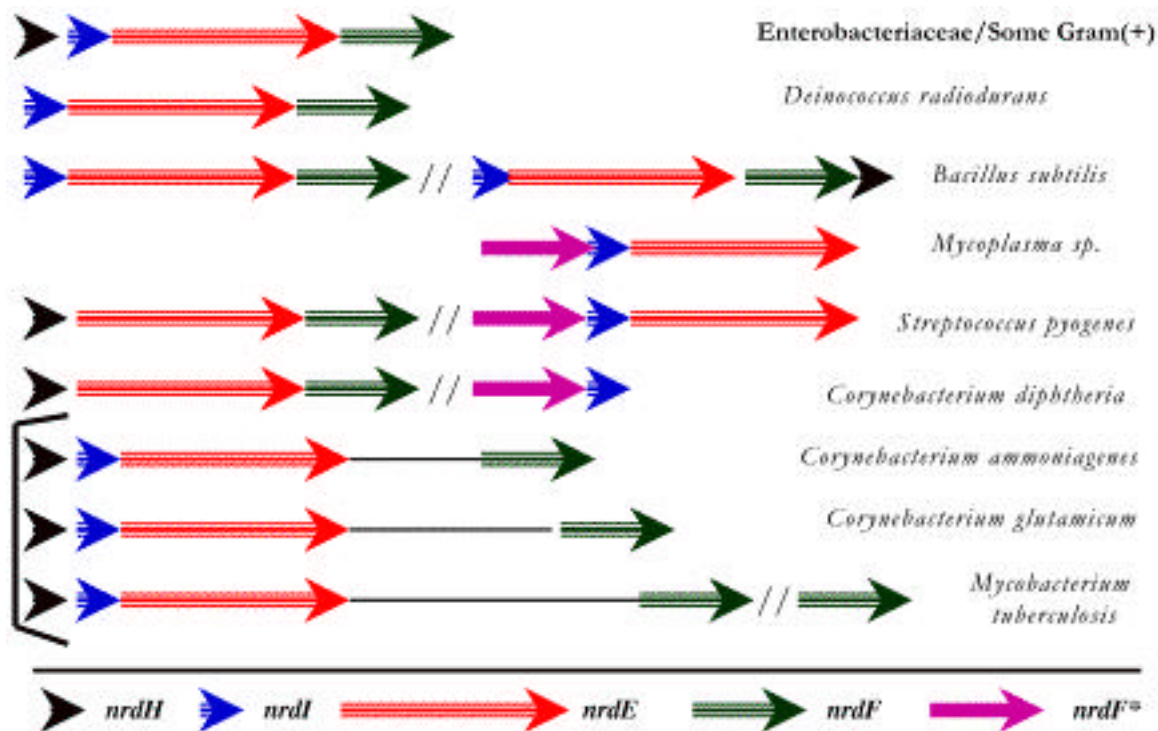 Enterobacteriaceae/Some Gram(+)
Deinococcus radiodurans
//
Bacillus subtilis
Mycoplasma sp.
//
Streptococcus pyogenes
//
Corynebacterium diphtheria
Corynebacterium ammoniagenes
Corynebacterium glutamicum
//
Mycobacterium
tuberculosis
nrdH nrdI nrdE nrdF nrdF*